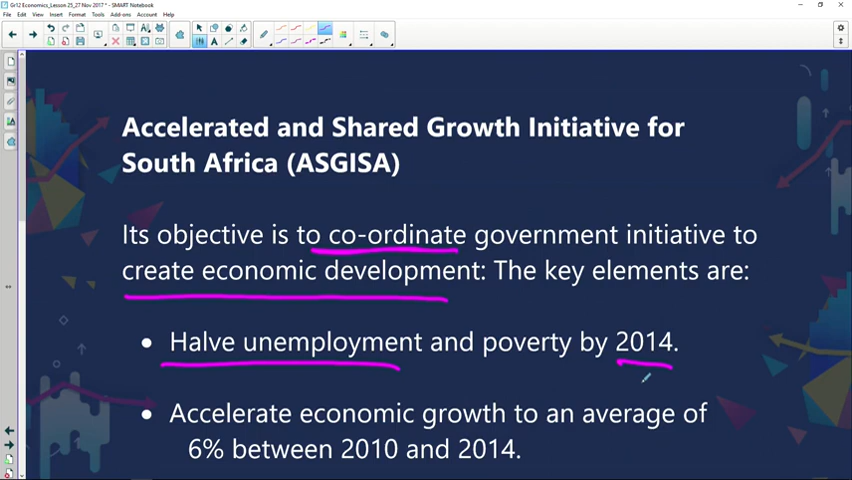 Gr12 Economics_Lesson 25_27 Nov 2017 * - SMART Notebook
File Edit View Insert Format Tools Add-ons Account Help
Accelerated and Shared Growth Initiative for
South Africa (ASGISA)
Its objective is to co-ordinate government initiative to
create economic development: The key elements are:
• Halve unemployment and poverty by 2014.
• Accelerate economic growth to an average of
6% between 2010 and 2014.